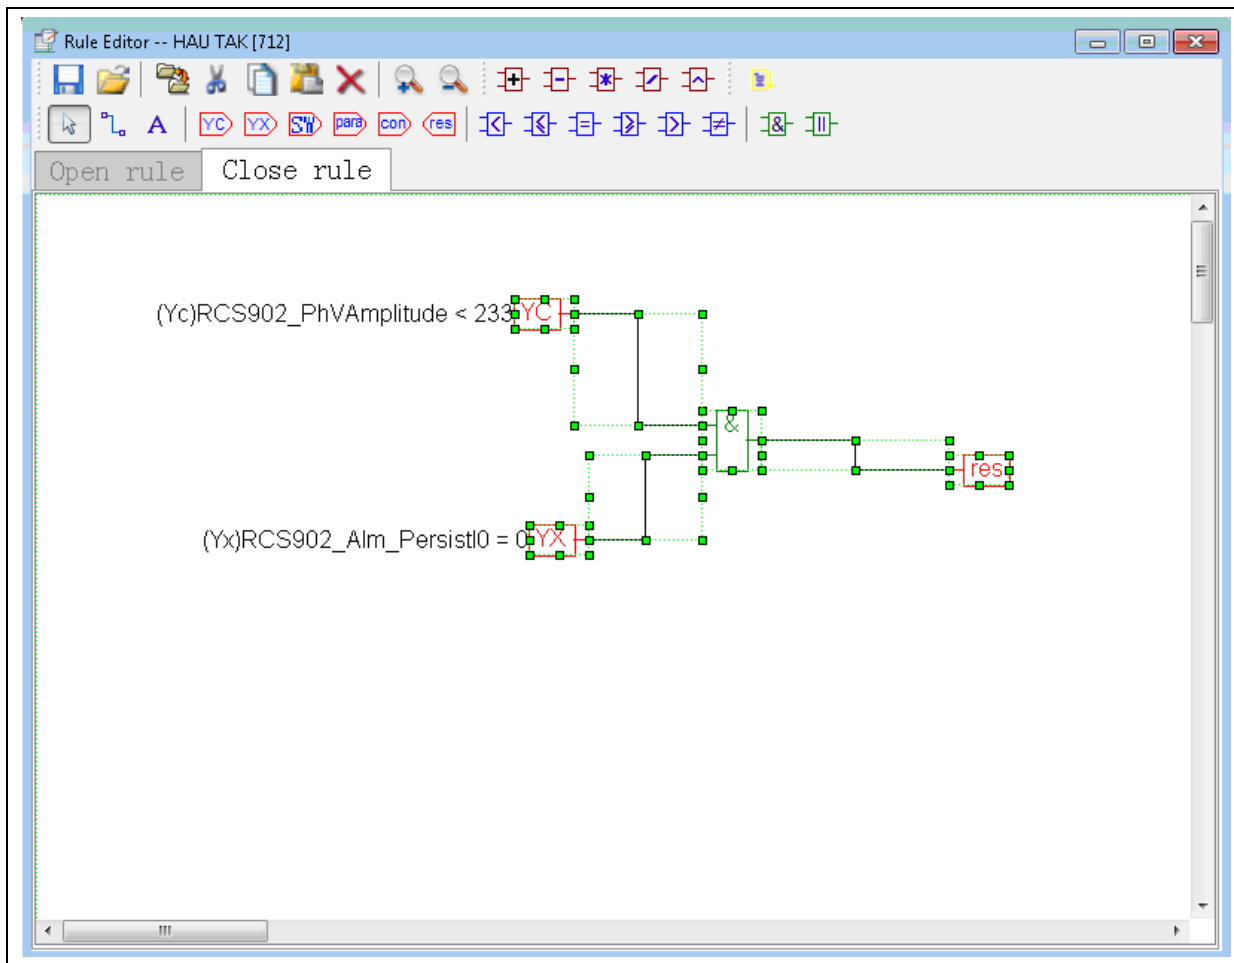 Rule Editor -- HAU TAK [712]
A YC YX SW para con res < ≤ = ≥ > ≠ & ||
Open rule Close rule
(Yc)RCS902_PhVAmplitude < 233 YC
&
res
(Yx)RCS902_Alm_PersistI0 = 0 YX